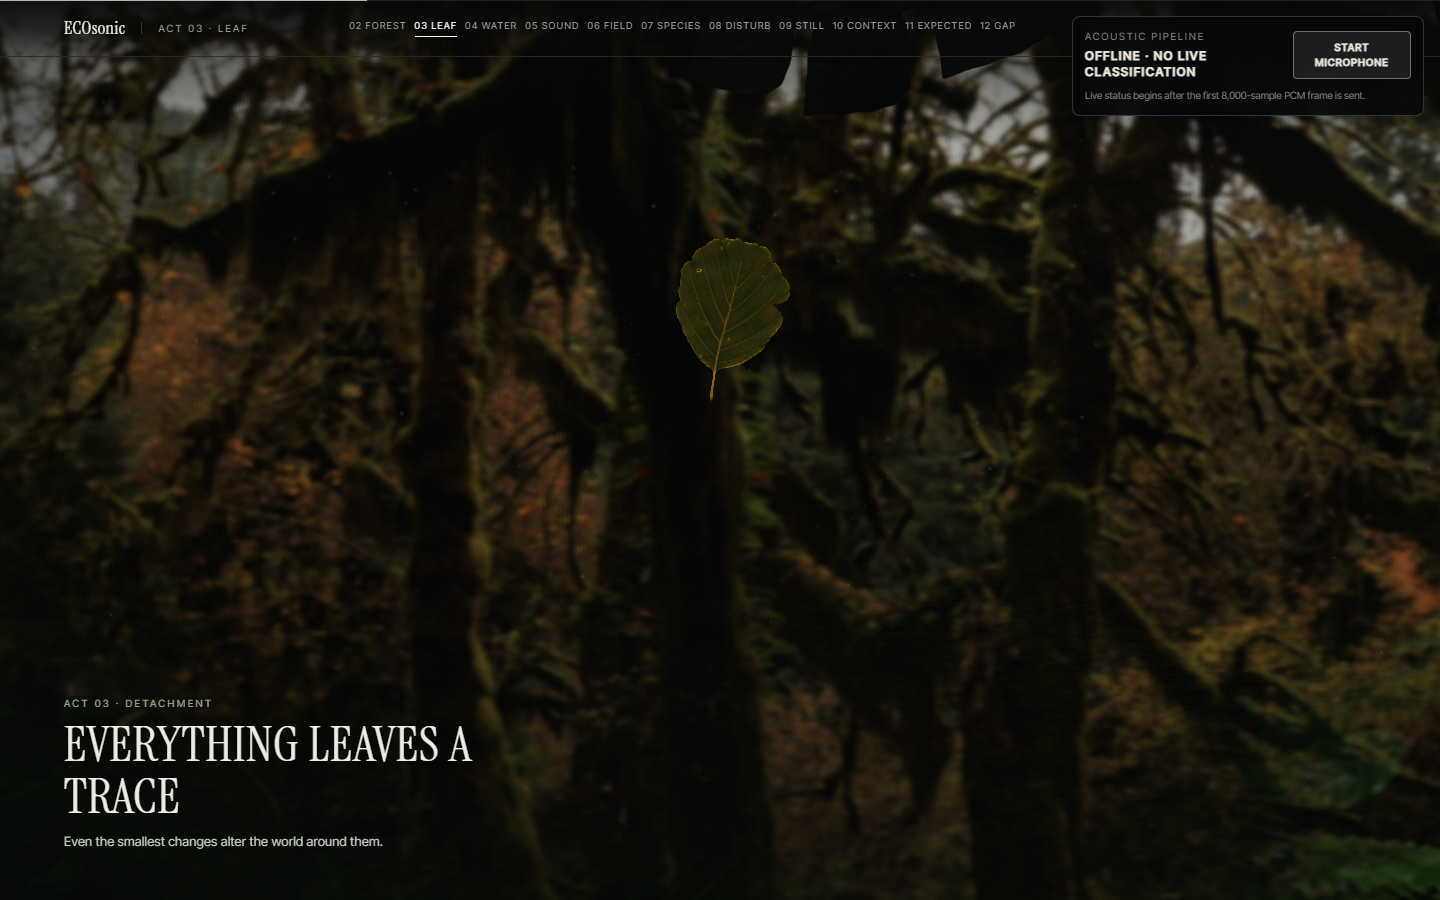 ECOsonic
ACT 03 · LEAF
02 FOREST 03 LEAF 04 WATER 05 SOUND 06 FIELD 07 SPECIES 08 DISTURB 09 STILL 10 CONTEXT 11 EXPECTED 12 GAP
ACOUSTIC PIPELINE
OFFLINE · NO LIVE
CLASSIFICATION
START
MICROPHONE
Live status begins after the first 8,000-sample PCM frame is sent.
ACT 03 · DETACHMENT
EVERYTHING LEAVES A
TRACE
Even the smallest changes alter the world around them.